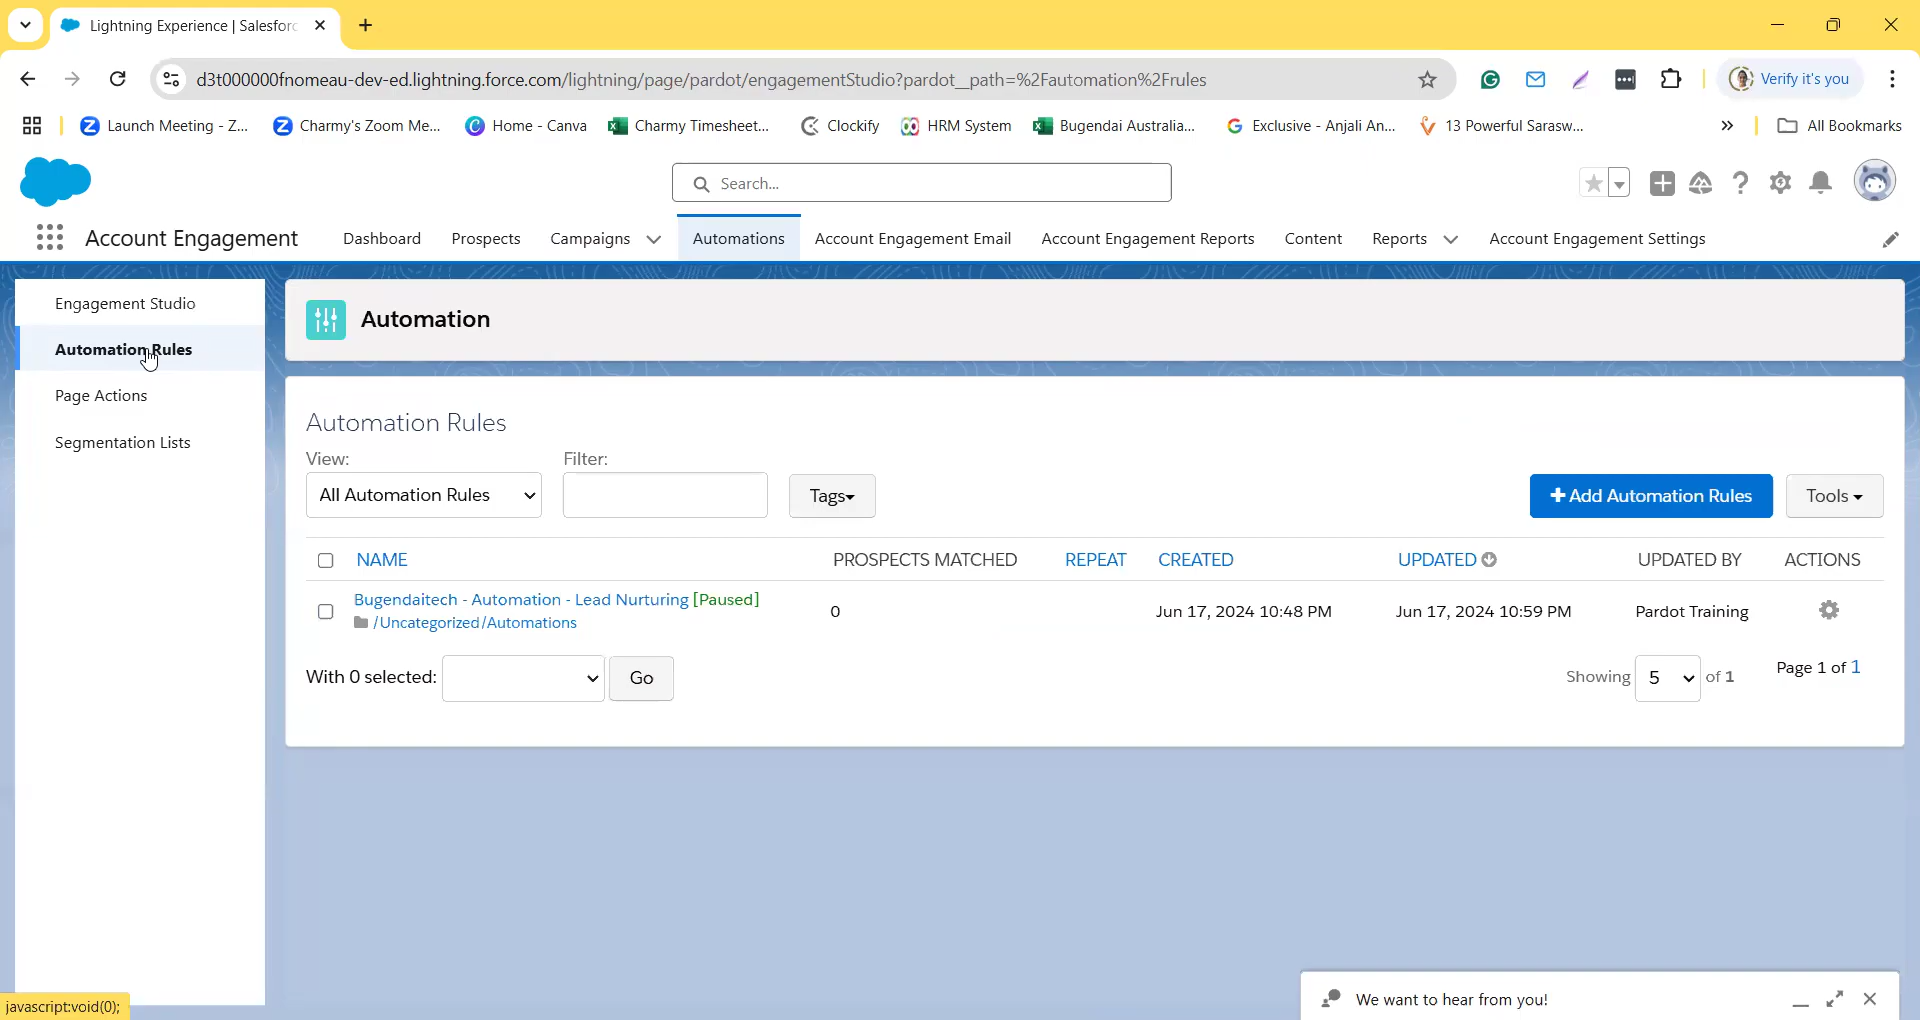 Lightning Experience | Salesforc
d3t000000fnomeau-dev-ed.lightning.force.com/lightning/page/pardot/engagementStudio?pardot__path=%2Fautomation%2Frules
Verify it's you
Launch Meeting - Z...
Charmy's Zoom Me...
Home - Canva
Charmy Timesheet...
Clockify
HRM System
Bugendai Australia...
Exclusive - Anjali An...
13 Powerful Sarasw...
All Bookmarks
Search...
Account Engagement
Dashboard
Prospects
Campaigns
Automations
Account Engagement Email
Account Engagement Reports
Content
Reports
Account Engagement Settings
Engagement Studio
Automation Rules
Page Actions
Segmentation Lists
Automation
Automation Rules
View:
Filter:
All Automation Rules
Tags
+ Add Automation Rules
Tools
NAME
PROSPECTS MATCHED
REPEAT
CREATED
UPDATED
UPDATED BY
ACTIONS
Bugendaitech - Automation - Lead Nurturing [Paused]
/Uncategorized/Automations
0
Jun 17, 2024 10:48 PM
Jun 17, 2024 10:59 PM
Pardot Training
With 0 selected:
Go
Showing 5 of 1
Page 1 of 1
We want to hear from you!
javascript:void(0);